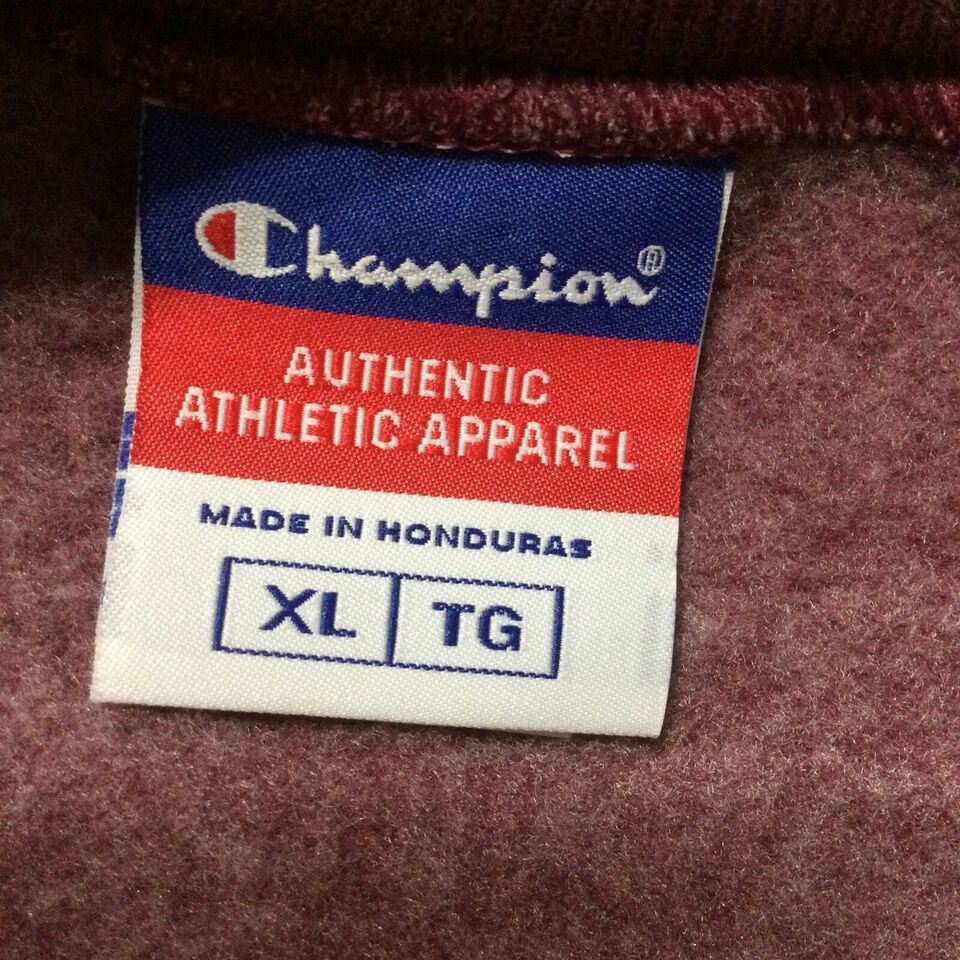 Champion®
AUTHENTIC
ATHLETIC APPAREL
MADE IN HONDURAS
XL TG